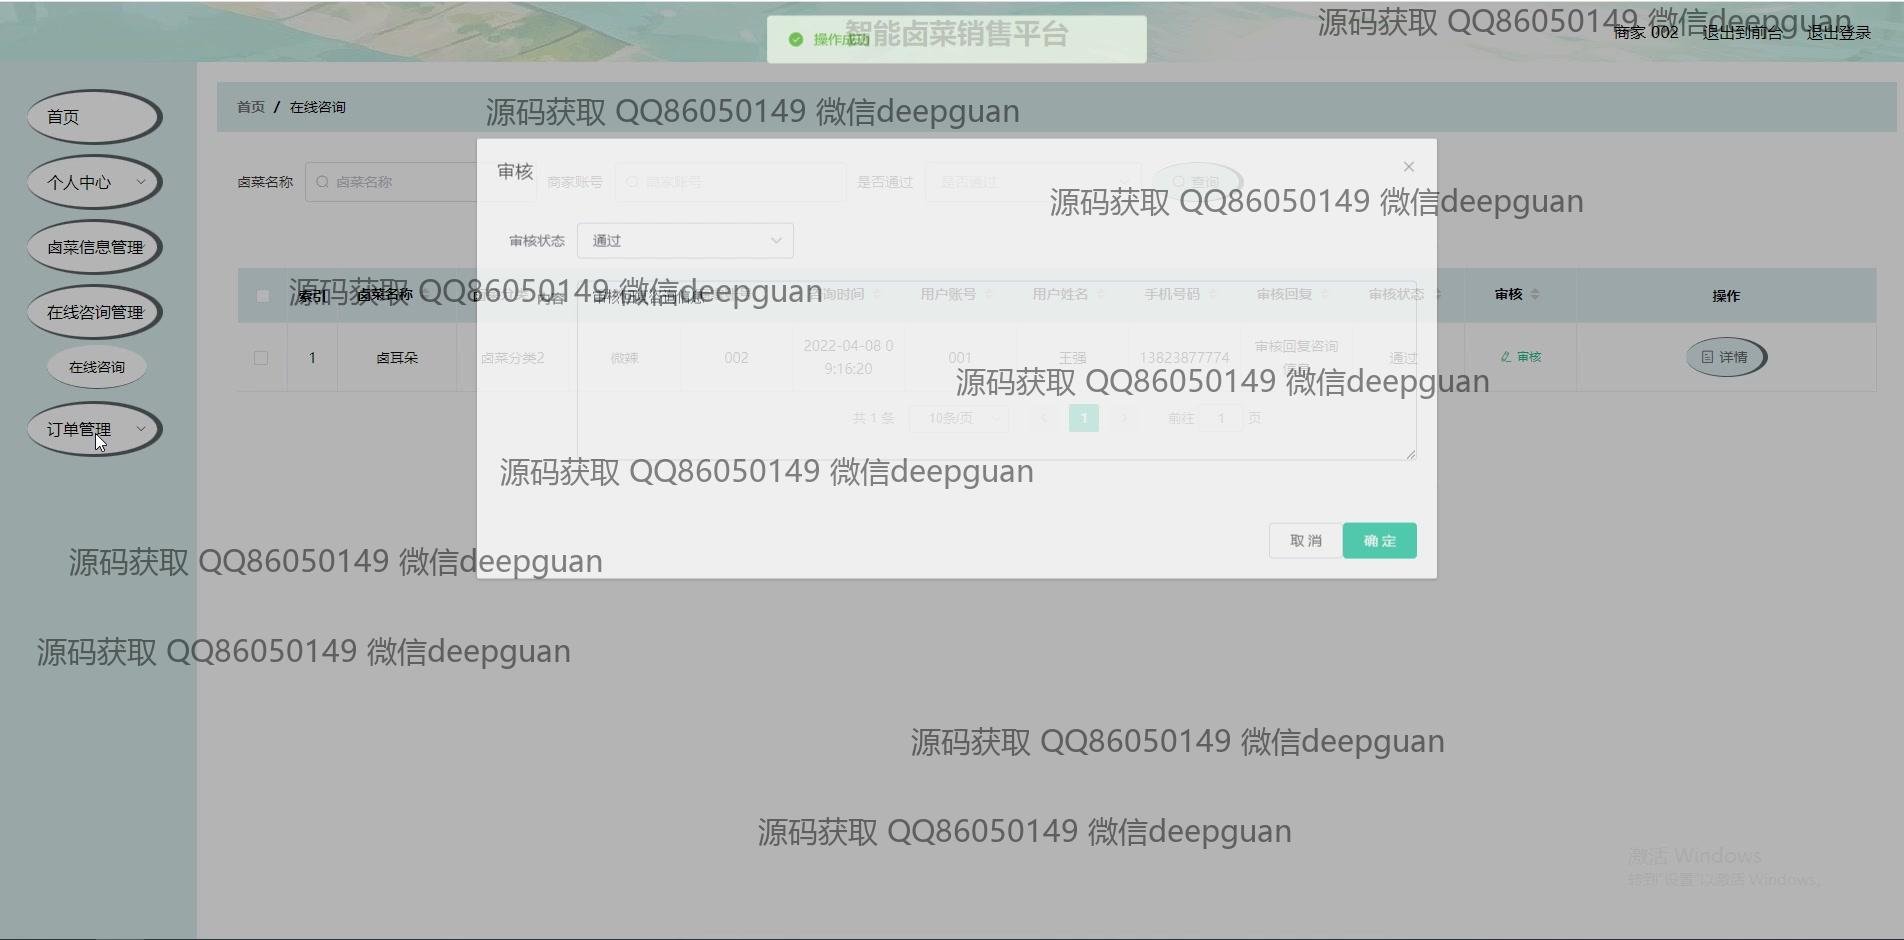 智能卤菜销售平台
操作成功
源码获取 QQ86050149 微信deepguan
商家 002 退出到前台 退出登录
首页
个人中心
卤菜信息管理
在线咨询管理
在线咨询
订单管理
首页 / 在线咨询
源码获取 QQ86050149 微信deepguan
审核
卤菜名称 卤菜名称 商家账号 商家账号 是否通过 是否通过 查询
源码获取 QQ86050149 微信deepguan
审核状态 通过
源码获取 QQ86050149 微信deepguan
内容 审核回复咨询信息
索引 卤菜名称 咨询时间 用户账号 用户姓名 手机号码 审核回复 审核状态 审核 操作
1 卤耳朵 卤菜分类2 微辣 002 2022-04-08 09:16:20 001 王强 13823877774 审核回复咨询信息 通过 审核 详情
源码获取 QQ86050149 微信deepguan
共 1 条 10条/页 1 前往 1 页
源码获取 QQ86050149 微信deepguan
取消 确定
源码获取 QQ86050149 微信deepguan
源码获取 QQ86050149 微信deepguan
源码获取 QQ86050149 微信deepguan
源码获取 QQ86050149 微信deepguan
激活 Windows
转到"设置"以激活 Windows。